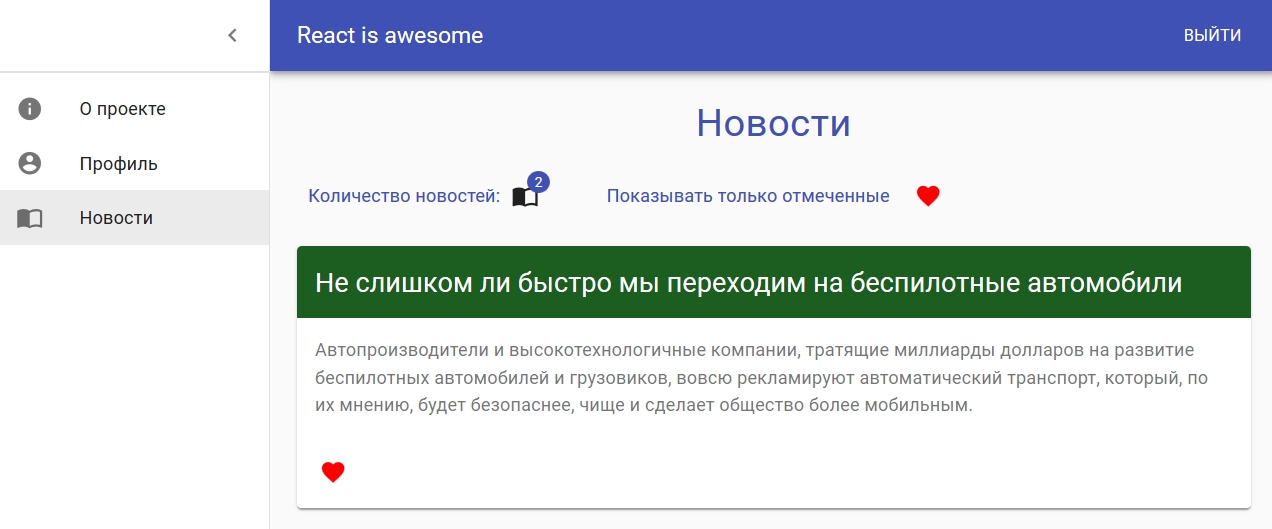 React is awesome
ВЫЙТИ
О проекте
Профиль
Новости
Новости
Количество новостей: 2
Показывать только отмеченные
Не слишком ли быстро мы переходим на беспилотные автомобили
Автопроизводители и высокотехнологичные компании, тратящие миллиарды долларов на развитие
беспилотных автомобилей и грузовиков, вовсю рекламируют автоматический транспорт, который, по
их мнению, будет безопаснее, чище и сделает общество более мобильным.